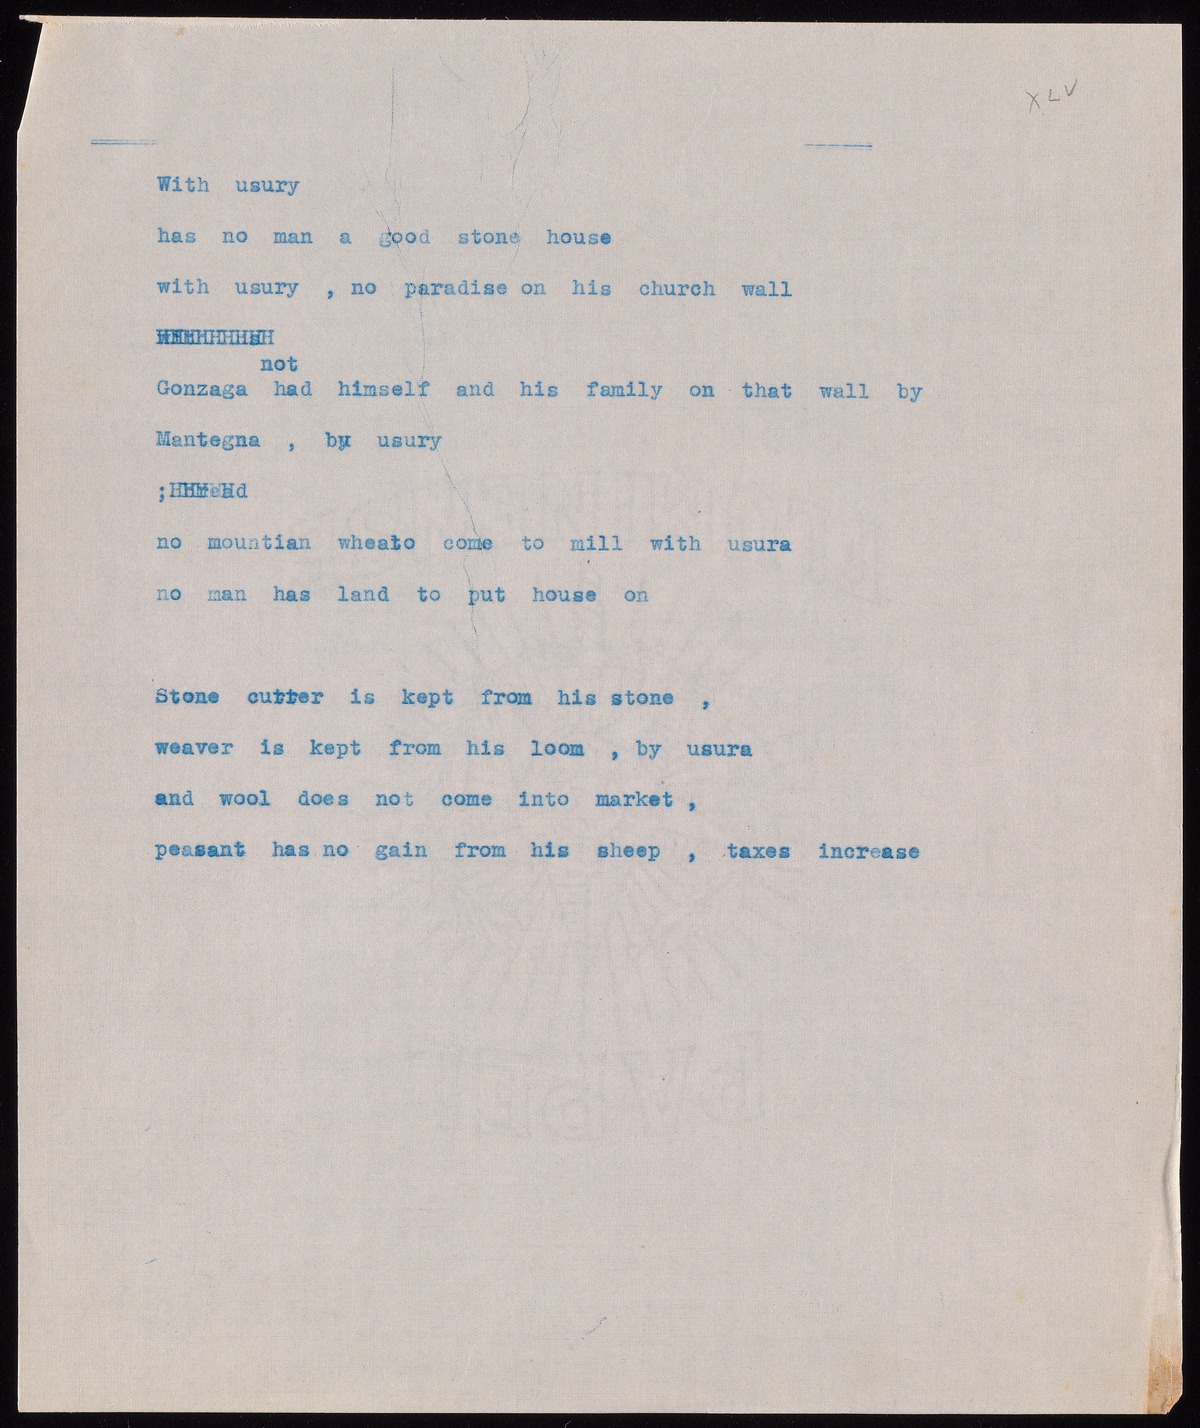 XLV
With usury
has no man a good stone house
with usury , no paradise on his church wall
not
Gonzaga had himself and his family on that wall by
Mantegna , by usury
no mountian wheato come to mill with usura
no man has land to put house on
Stone cutter is kept from his stone ,
weaver is kept from his loom , by usura
and wool does not come into market ,
peasant has no gain from his sheep , taxes increase